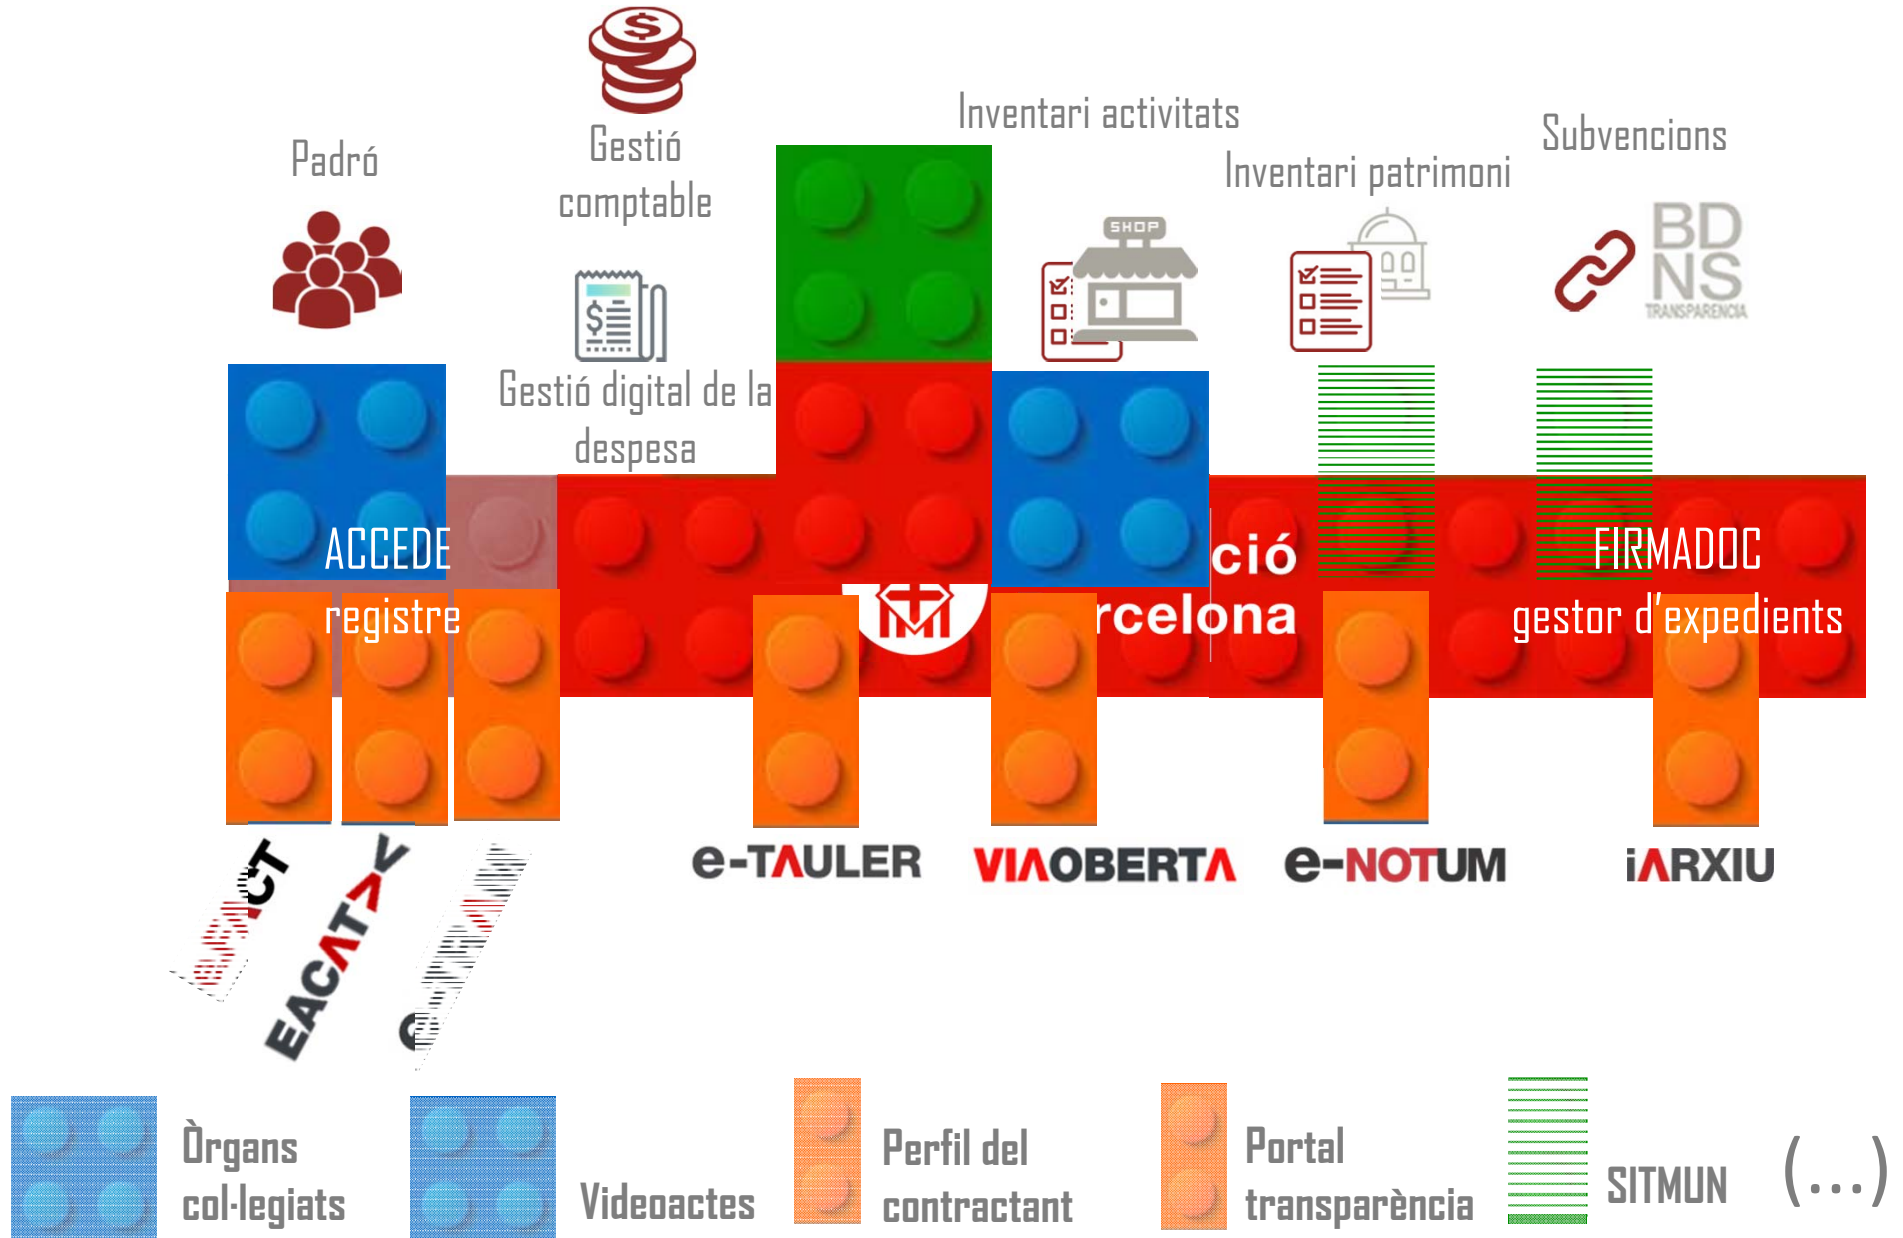 Padró
$
Gestió
comptable
$
Gestió digital de la
despesa
Inventari activitats
SHOP
Inventari patrimoni
Subvencions
BD
NS
TRANSPARENCIA
ACCEDE
registre
ció
rcelona
FIRMADOC
gestor d'expedients
EACAT
e-TAULER
VIAOBERTA
e-NOTUM
iARXIU
Òrgans
col·legiats
Videoactes
Perfil del
contractant
Portal
transparència
SITMUN
(...)